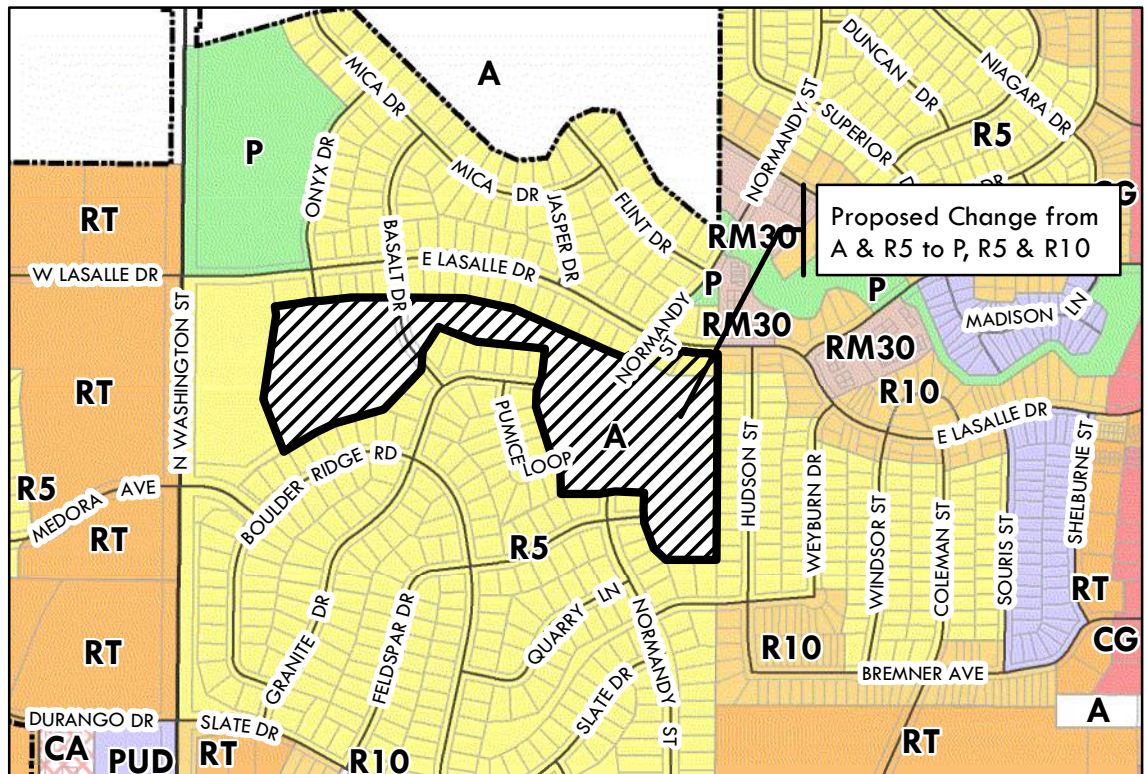 MICA DR
A
DUNCAN DR
NIAGARA DR
NORMANDY ST
SUPERIOR
R5
DR
P
ONYX DR
MICA DR
JASPER DR
FLINT DR
RT
BASALT DR
RM30
CG
Proposed Change from
A & R5 to P, R5 & R10
W LASALLE DR
E LASALLE DR
P
P
N WASHINGTON ST
NORMANDY
ST
RM30
MADISON LN
RM30
RT
R10
PUMICE
LOOP
A
E LASALLE DR
HUDSON ST
WEYBURN DR
WINDSOR ST
COLEMAN ST
SOURIS ST
SHELBURNE ST
R5
MEDORA AVE
BOULDER RIDGE RD
RT
R5
RT
QUARRY LN
NORMANDY ST
GRANITE DR
FELDSPAR DR
RT
R10
CG
BREMNER AVE
SLATE DR
A
DURANGO DR
SLATE DR
CA
PUD
RT
R10
RT